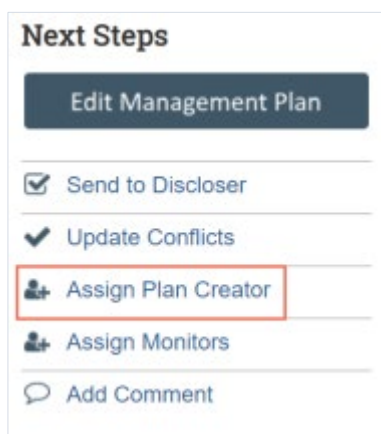 Next Steps
Edit Management Plan
Send to Discloser
Update Conflicts
Assign Plan Creator
Assign Monitors
Add Comment